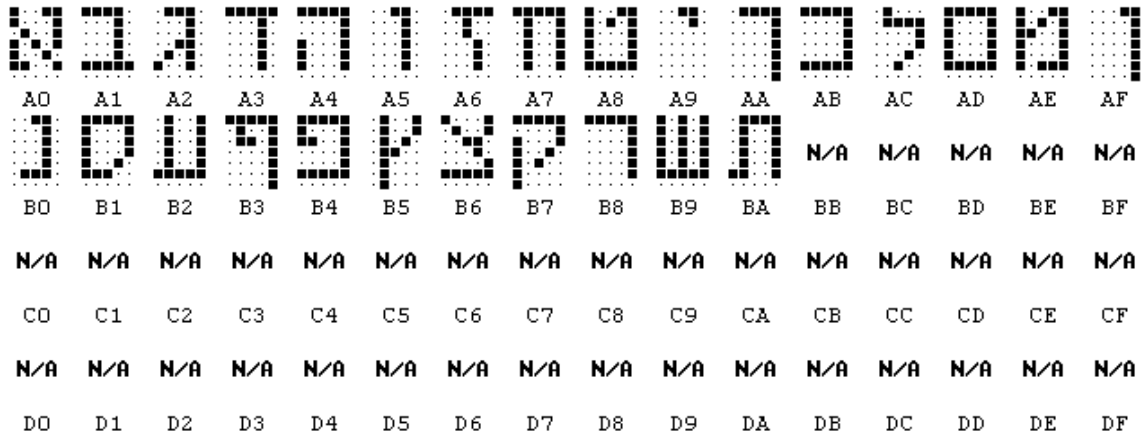 א ב ג ד ה ו ז ח ט י ך כ ל ם מ ן
A0 A1 A2 A3 A4 A5 A6 A7 A8 A9 AA AB AC AD AE AF
נ ס ע ף פ ץ צ ק ר ש ת N/A N/A N/A N/A N/A
B0 B1 B2 B3 B4 B5 B6 B7 B8 B9 BA BB BC BD BE BF
N/A N/A N/A N/A N/A N/A N/A N/A N/A N/A N/A N/A N/A N/A N/A N/A
C0 C1 C2 C3 C4 C5 C6 C7 C8 C9 CA CB CC CD CE CF
N/A N/A N/A N/A N/A N/A N/A N/A N/A N/A N/A N/A N/A N/A N/A N/A
D0 D1 D2 D3 D4 D5 D6 D7 D8 D9 DA DB DC DD DE DF